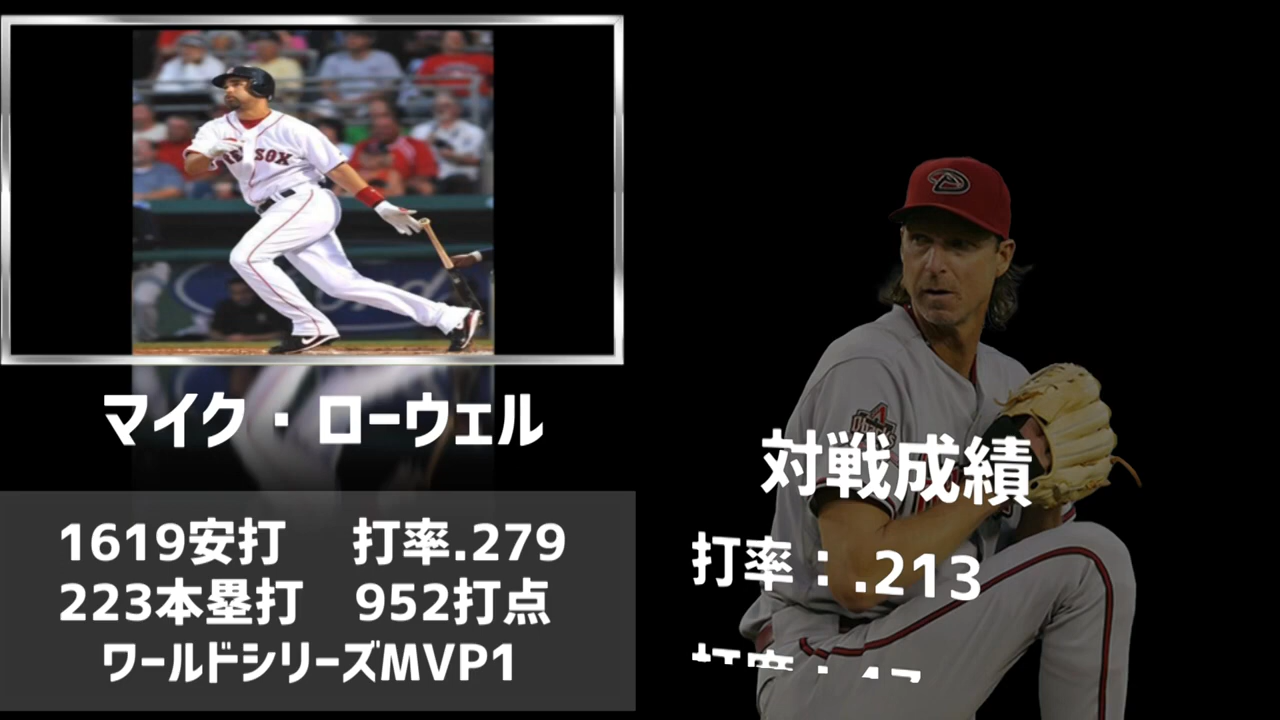 RED SOX
マイク・ローウェル
1619安打 打率.279
223本塁打 952打点
ワールドシリーズMVP1
対戦成績
打率：.213